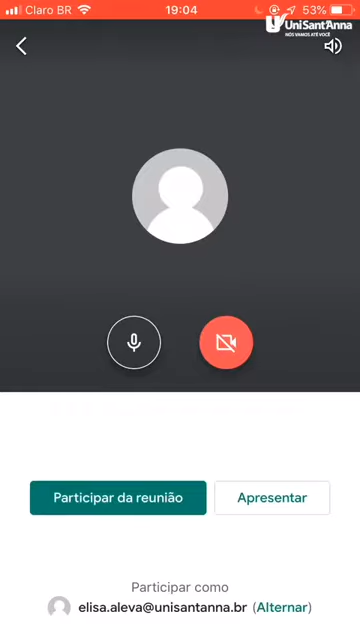 Claro BR 19:04 53%
UniSant'Anna
NÓS VAMOS ATÉ VOCÊ
Participar da reunião Apresentar
Participar como
elisa.aleva@unisantanna.br (Alternar)